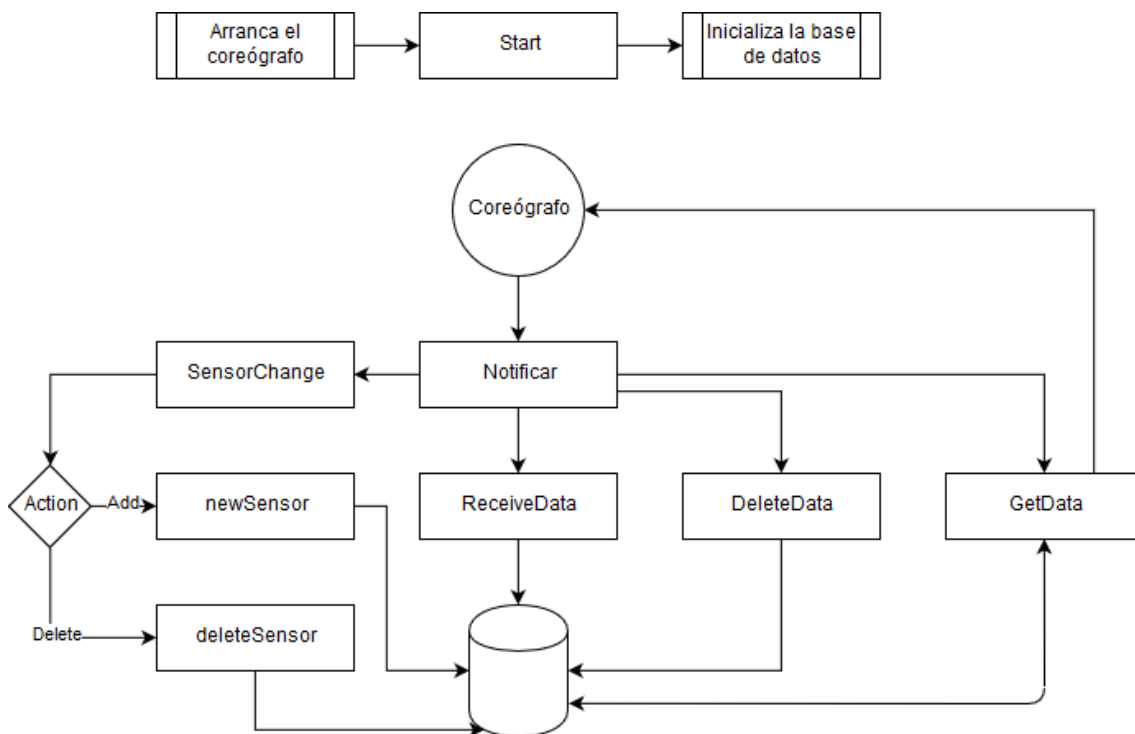 Arranca el
coreógrafo
Start
Inicializa la base
de datos
Coreógrafo
SensorChange
Notificar
Action
Add
newSensor
ReceiveData
DeleteData
GetData
Delete
deleteSensor